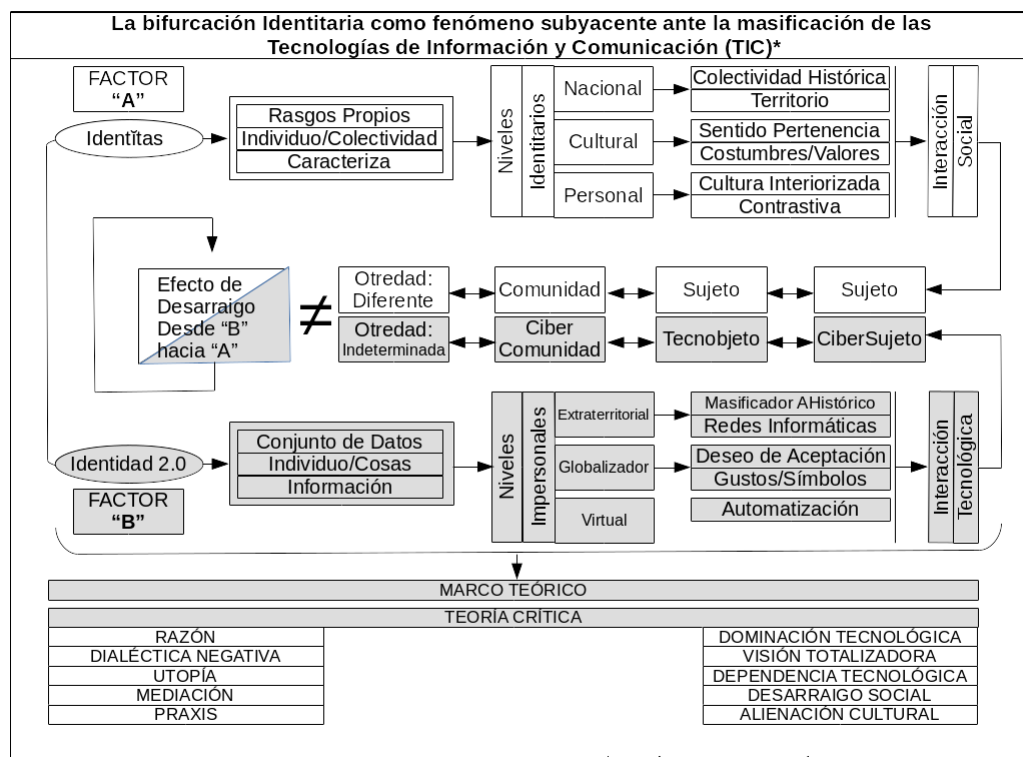 La bifurcación Identitaria como fenómeno subyacente ante la masificación de las
Tecnologías de Información y Comunicación (TIC)*
FACTOR
“A”
Identĭtas
Rasgos Propios
Individuo/Colectividad
Caracteriza
Niveles
Identitarios
Nacional
Cultural
Personal
Colectividad Histórica
Territorio
Sentido Pertenencia
Costumbres/Valores
Cultura Interiorizada
Contrastiva
Interacción
Social
Efecto de
Desarraigo
Desde “B”
hacia “A”
≠
Otredad:
Diferente
Comunidad
Sujeto
Sujeto
Otredad:
Indeterminada
Ciber
Comunidad
Tecnobjeto
CiberSujeto
Identidad 2.0
FACTOR
“B”
Conjunto de Datos
Individuo/Cosas
Información
Niveles
Impersonales
Extraterritorial
Globalizador
Virtual
Masificador AHistórico
Redes Informáticas
Deseo de Aceptación
Gustos/Símbolos
Automatización
Interacción
Tecnológica
MARCO TEÓRICO
TEORÍA CRÍTICA
RAZÓN
DIALÉCTICA NEGATIVA
UTOPÍA
MEDIACIÓN
PRAXIS
DOMINACIÓN TECNOLÓGICA
VISIÓN TOTALIZADORA
DEPENDENCIA TECNOLÓGICA
DESARRAIGO SOCIAL
ALIENACIÓN CULTURAL